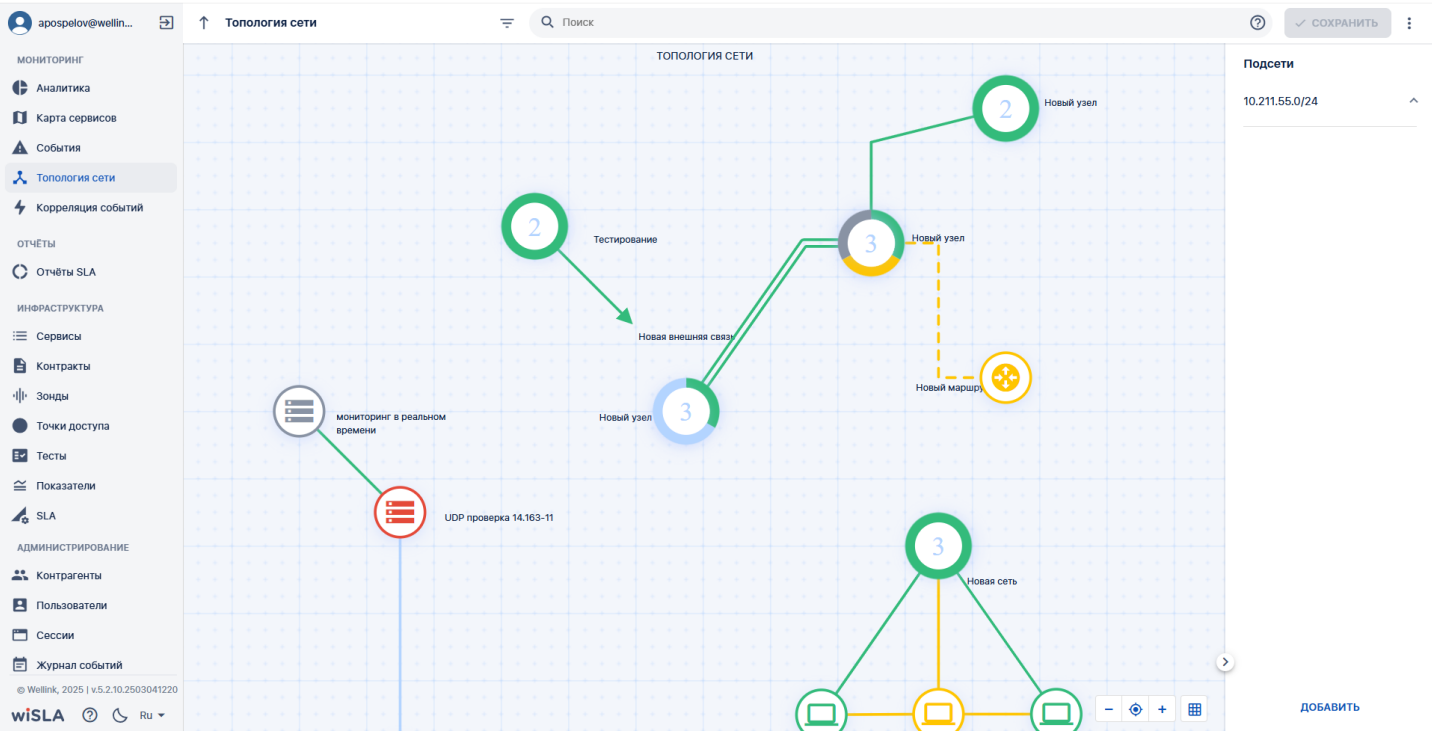 apospelov@wellin...
Топология сети
Поиск
СОХРАНИТЬ
МОНИТОРИНГ
Аналитика
Карта сервисов
События
Топология сети
Корреляция событий
ОТЧЁТЫ
Отчёты SLA
ИНФРАСТРУКТУРА
Сервисы
Контракты
Зонды
Точки доступа
Тесты
Показатели
SLA
АДМИНИСТРИРОВАНИЕ
Контрагенты
Пользователи
Сессии
Журнал событий
© Wellink, 2025 | v.5.2.10.2503041220
wiSLA
Ru
ТОПОЛОГИЯ СЕТИ
2
Новый узел
2
Тестирование
3
Новый узел
Новая внешняя связь
Новый маршру
3
Новый узел
мониторинг в реальном
времени
UDP проверка 14.163-11
3
Новая сеть
Подсети
10.211.55.0/24
ДОБАВИТЬ